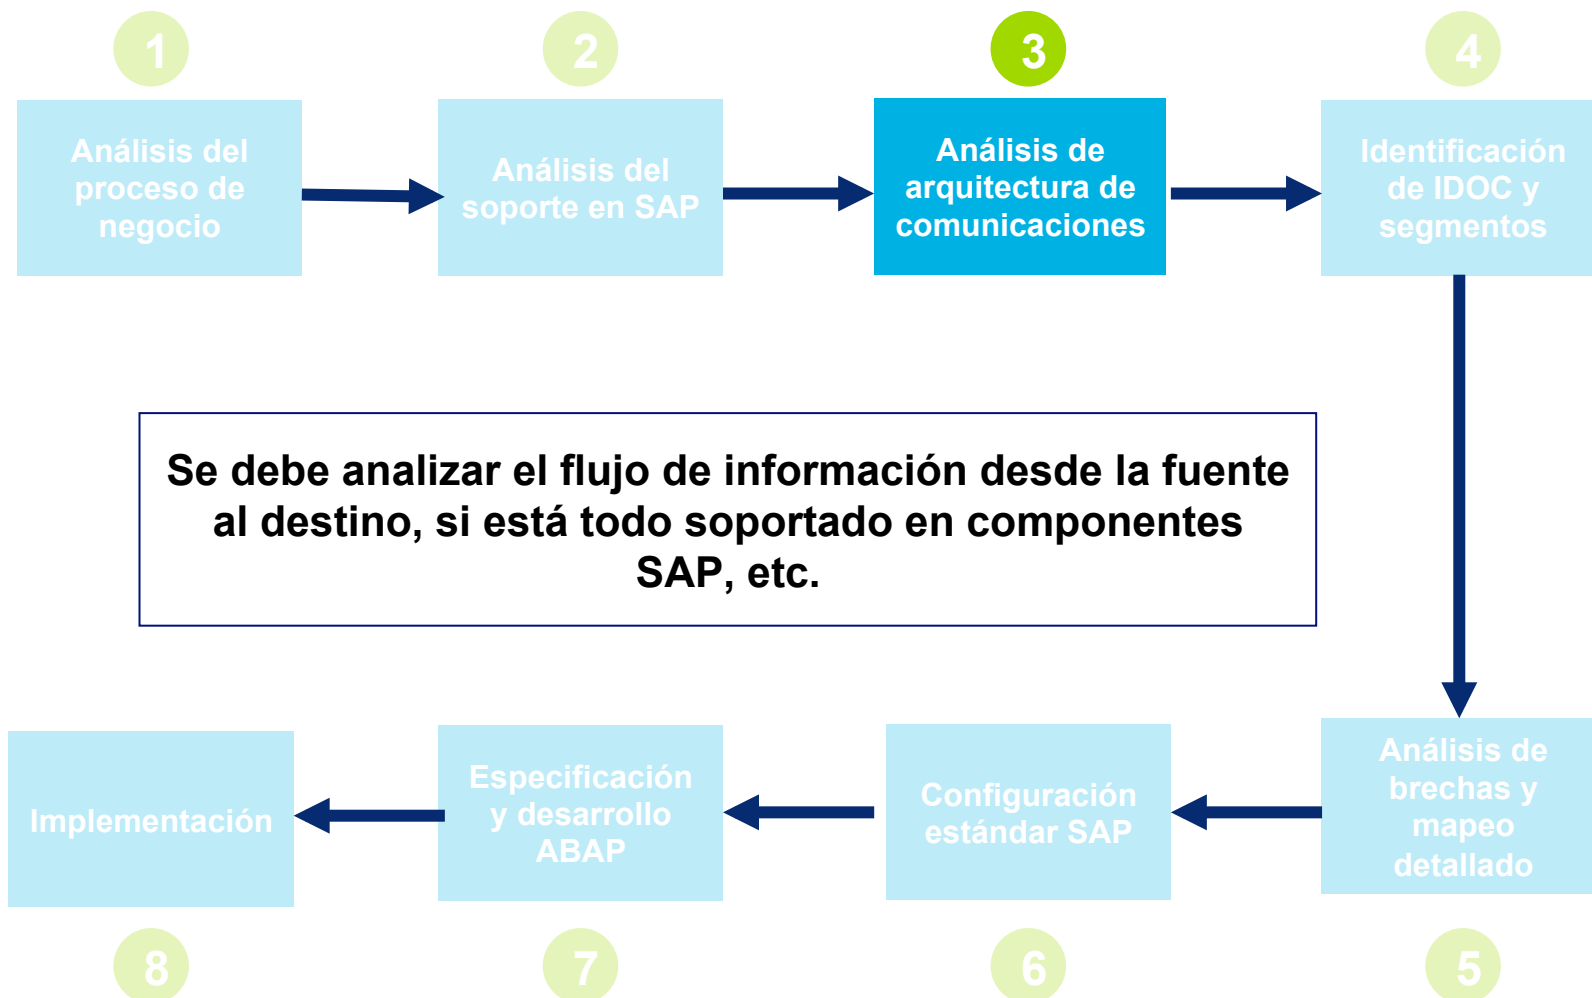 1
2
3
4
Análisis del
proceso de
negocio
Análisis del
soporte en SAP
Análisis de
arquitectura de
comunicaciones
Identificación
de IDOC y
segmentos
Se debe analizar el flujo de información desde la fuente
al destino, si está todo soportado en componentes
SAP, etc.
Implementación
Especificación
y desarrollo
ABAP
Configuración
estándar SAP
Análisis de
brechas y
mapeo
detallado
8
7
6
5